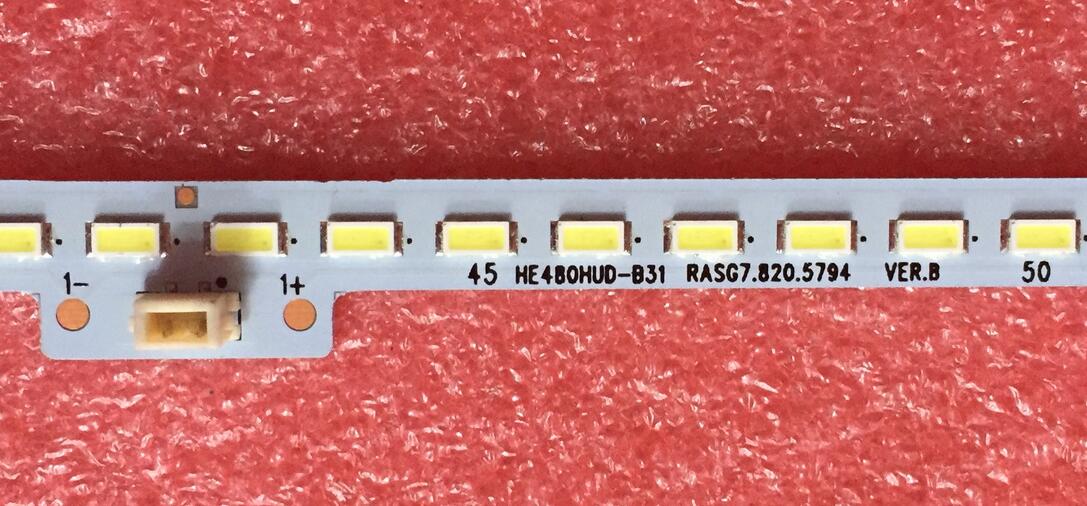 1- 1+
45 HE480HUD-B31 RASG7.820.5794 VER.B 50